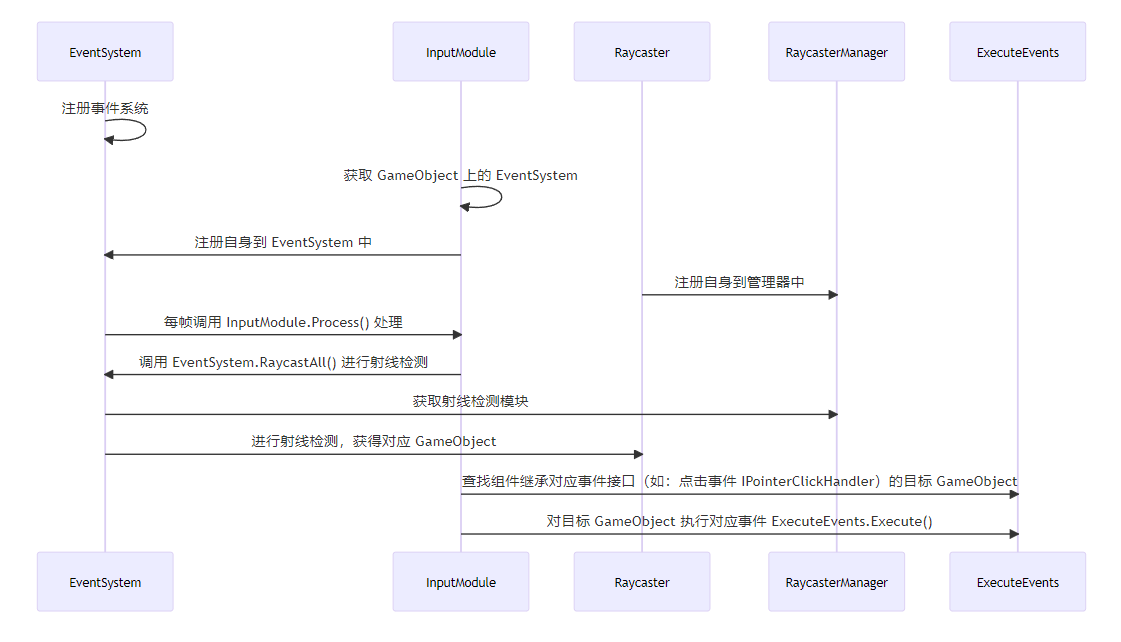 EventSystem
InputModule
Raycaster
RaycasterManager
ExecuteEvents
注册事件系统
获取 GameObject 上的 EventSystem
注册自身到 EventSystem 中
注册自身到管理器中
每帧调用 InputModule.Process() 处理
调用 EventSystem.RaycastAll() 进行射线检测
获取射线检测模块
进行射线检测，获得对应 GameObject
查找组件继承对应事件接口（如：点击事件 IPointerClickHandler）的目标 GameObject
对目标 GameObject 执行对应事件 ExecuteEvents.Execute()
EventSystem
InputModule
Raycaster
RaycasterManager
ExecuteEvents